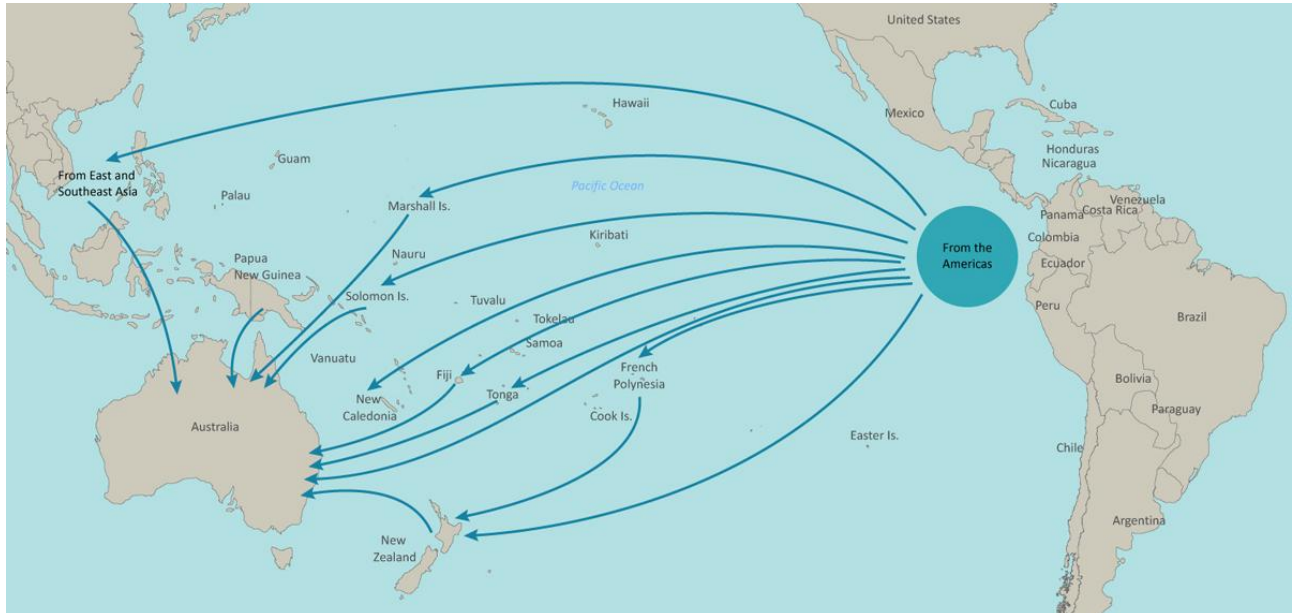 United States
Hawaii
Mexico
Cuba
Honduras
Nicaragua
Guam
From East and
Southeast Asia
Pacific Ocean
Palau
Marshall Is.
Venezuela
Costa Rica
Panama
Kiribati
Colombia
Nauru
From the
Americas
Papua
New Guinea
Ecuador
Solomon Is.
Tuvalu
Peru
Tokelau
Brazil
Samoa
Vanuatu
French
Polynesia
Fiji
Bolivia
Tonga
New
Caledonia
Paraguay
Cook Is.
Australia
Easter Is.
Chile
Argentina
New
Zealand